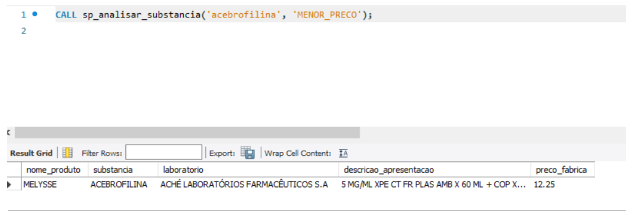 1 CALL sp_analisar_substancia('acebrofilina', 'MENOR_PRECO');
2
Result Grid Filter Rows: Export: Wrap Cell Content:
nome_produto substancia laboratorio descricao_apresentacao preco_fabrica
MELYSSE ACEBROFILINA ACHÉ LABORATÓRIOS FARMACÊUTICOS S.A 5 MG/ML XPE CT FR PLAS AMB X 60 ML + COP X... 12.25